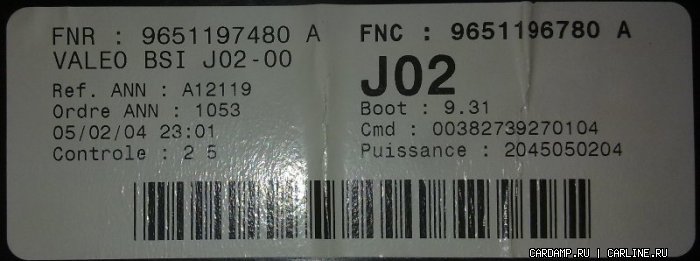 FNR : 9651197480 A
VALEO BSI J02-00
Ref. ANN : A12119
Ordre ANN : 1053
05/02/04 23:01
Controle : 2 5
FNC : 9651196780 A
J02
Boot : 9.31
Cmd : 00382739270104
Puissance : 2045050204
CARDAMP.RU | CARLINE.RU